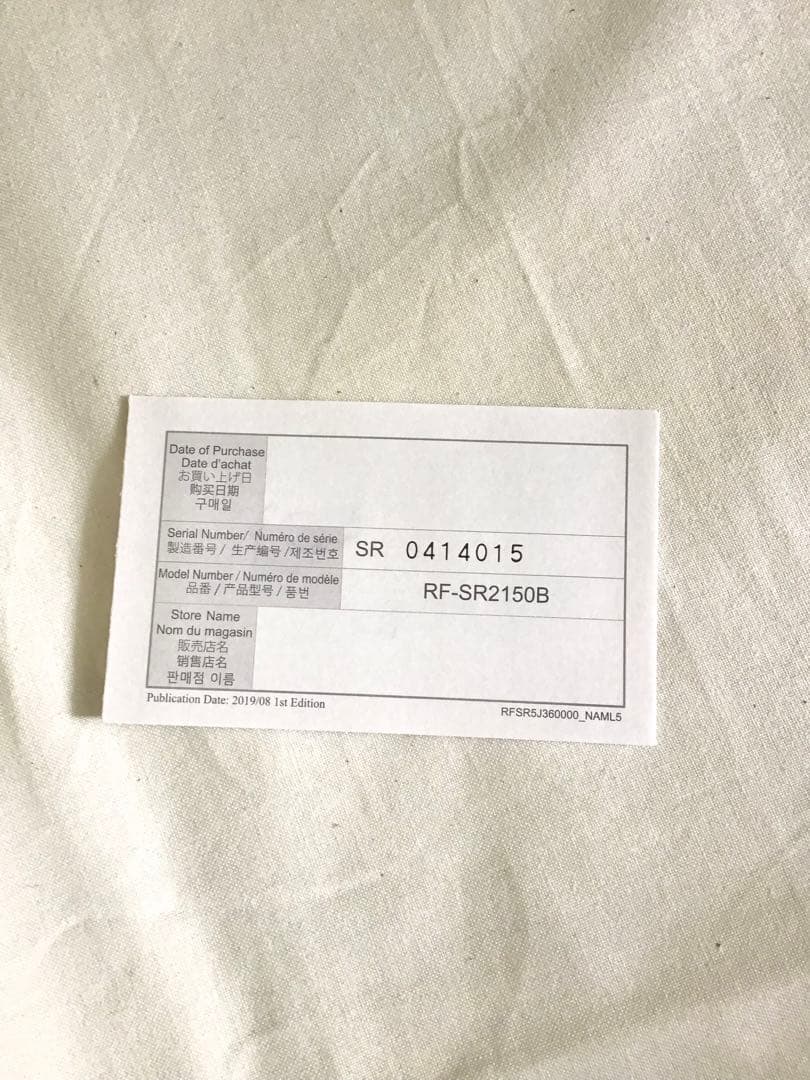 Date of Purchase
Date d'achat
お買い上げ日
购买日期
구매일
Serial Number/ Numéro de série
製造番号/ 生产编号 /제조번호
SR 0414015
Model Number / Numéro de modèle
品番 / 产品型号 / 품번
RF-SR2150B
Store Name
Nom du magasin
販売店名
销售店名
판매점 이름
Publication Date: 2019/08 1st Edition
RFSR5J360000_NAML5